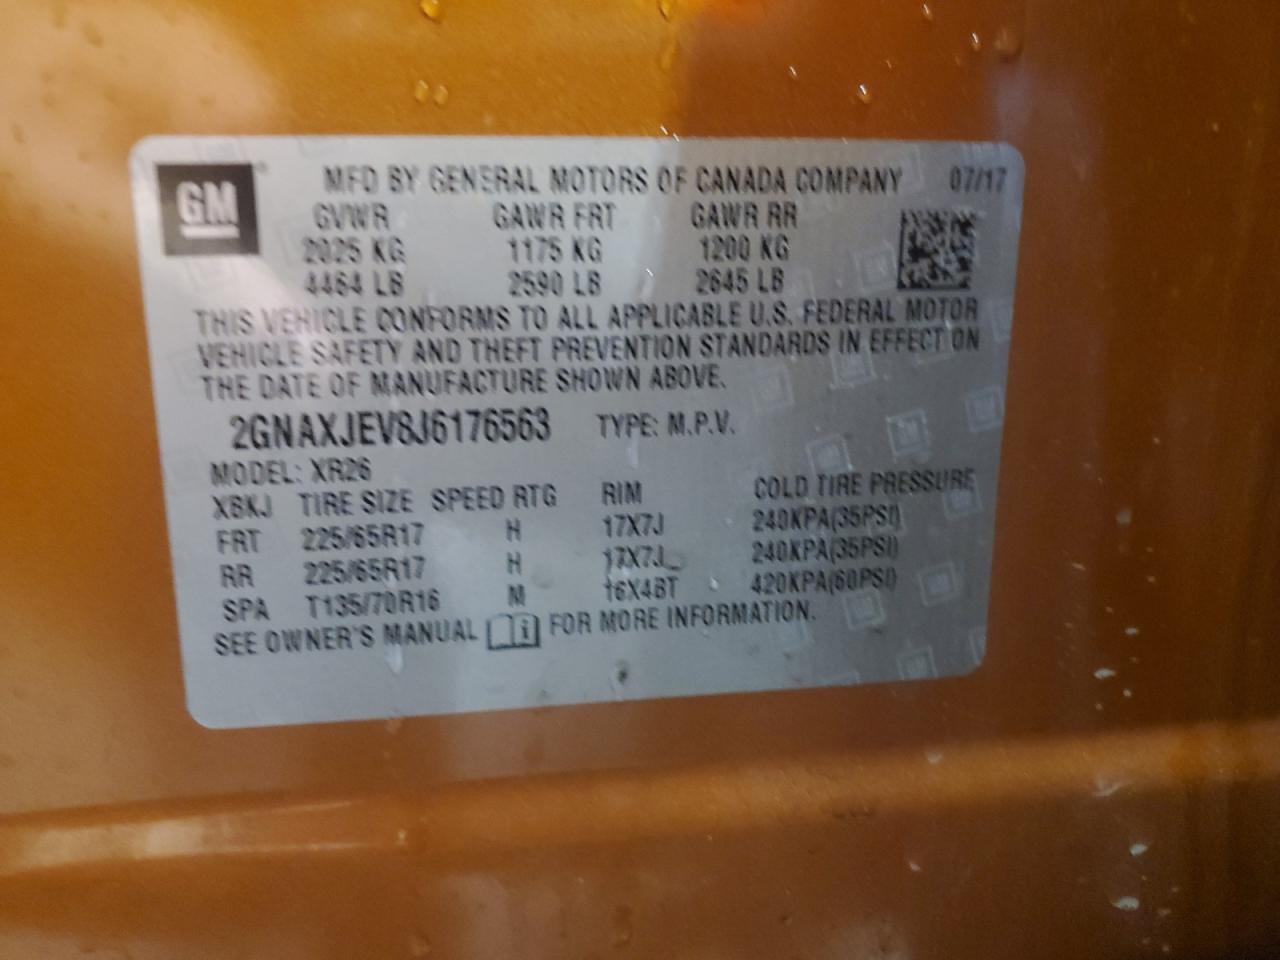 GM
MFD BY GENERAL MOTORS OF CANADA COMPANY 07/17
GVWR GAWR FRT GAWR RR
2025 KG 1175 KG 1200 KG
4464 LB 2590 LB 2645 LB
THIS VEHICLE CONFORMS TO ALL APPLICABLE U.S. FEDERAL MOTOR
VEHICLE SAFETY AND THEFT PREVENTION STANDARDS IN EFFECT ON
THE DATE OF MANUFACTURE SHOWN ABOVE.
2GNAXJEV8J6176563 TYPE: M.P.V.
MODEL: XR26
XBKJ TIRE SIZE SPEED RTG RIM COLD TIRE PRESSURE
FRT 225/65R17 H 17X7J 240KPA(35PSI)
RR 225/65R17 H 17X7J 240KPA(35PSI)
SPA T135/70R16 M 16X4BT 420KPA(60PSI)
SEE OWNER'S MANUAL FOR MORE INFORMATION.